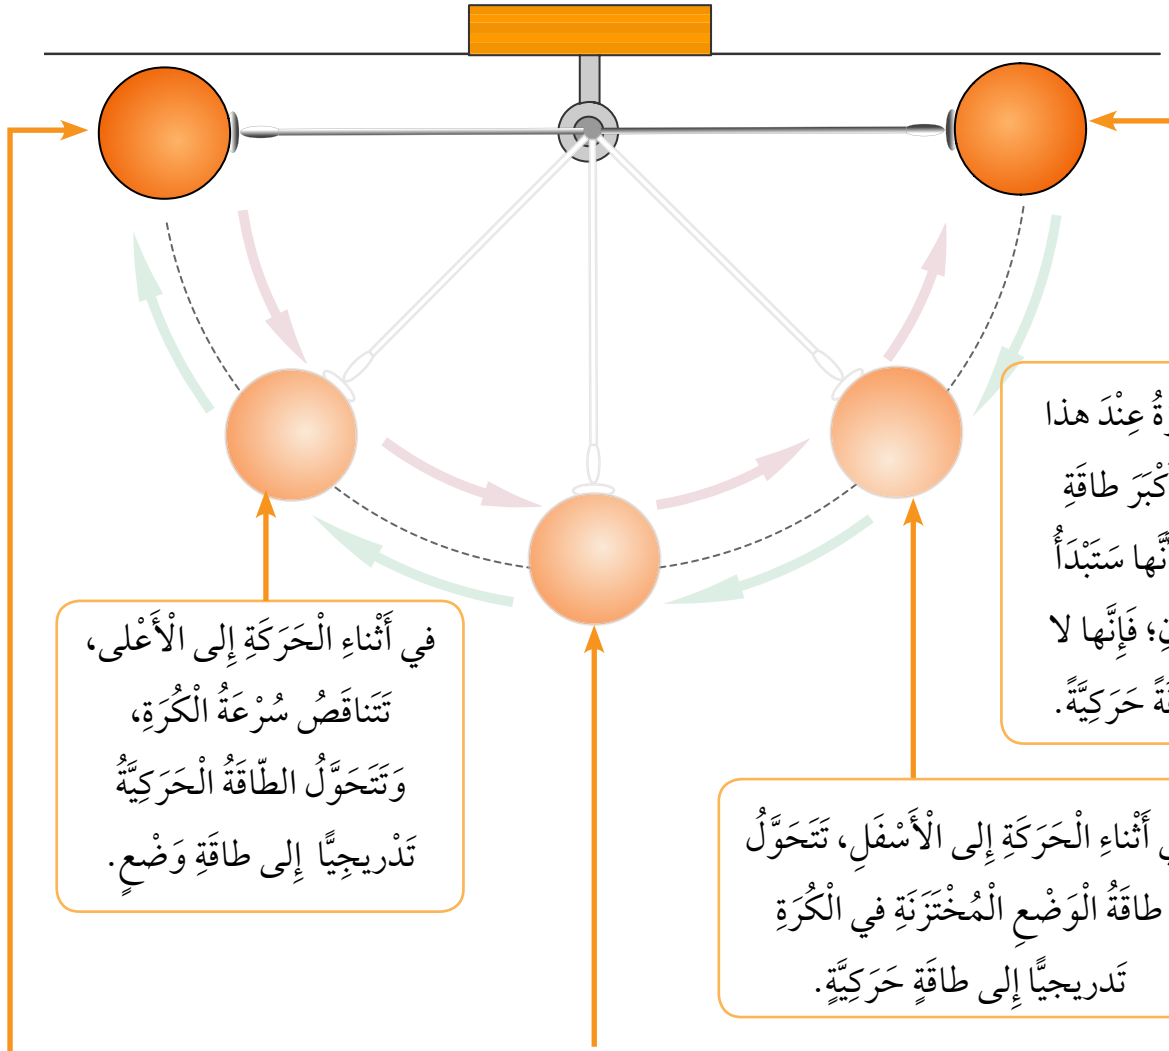 عِنْدَ هذا
طاقَةِ
سَتَبْدَأُ
فَإِنَّها لا
حَرَكِيَّةً.
أَثْناءِ الْحَرَكَةِ إِلى الْأَسْفَلِ، تَتَحَوَّلُ
طاقَةُ الْوَضْعِ الْمُخْتَزَنَةِ في الْكُرَةِ
تَدريجيًّا إِلى طاقَةٍ حَرَكِيَّةٍ.
في أَثْناءِ الْحَرَكَةِ إِلى الْأَعْلى،
تَتَناقَصُ سُرْعَةُ الْكُرَةِ،
وَتَتَحَوَّلُ الطّاقَةُ الْحَرَكِيَّةُ
تَدْريجِيًّا إِلى طاقَةِ وَضْعٍ.